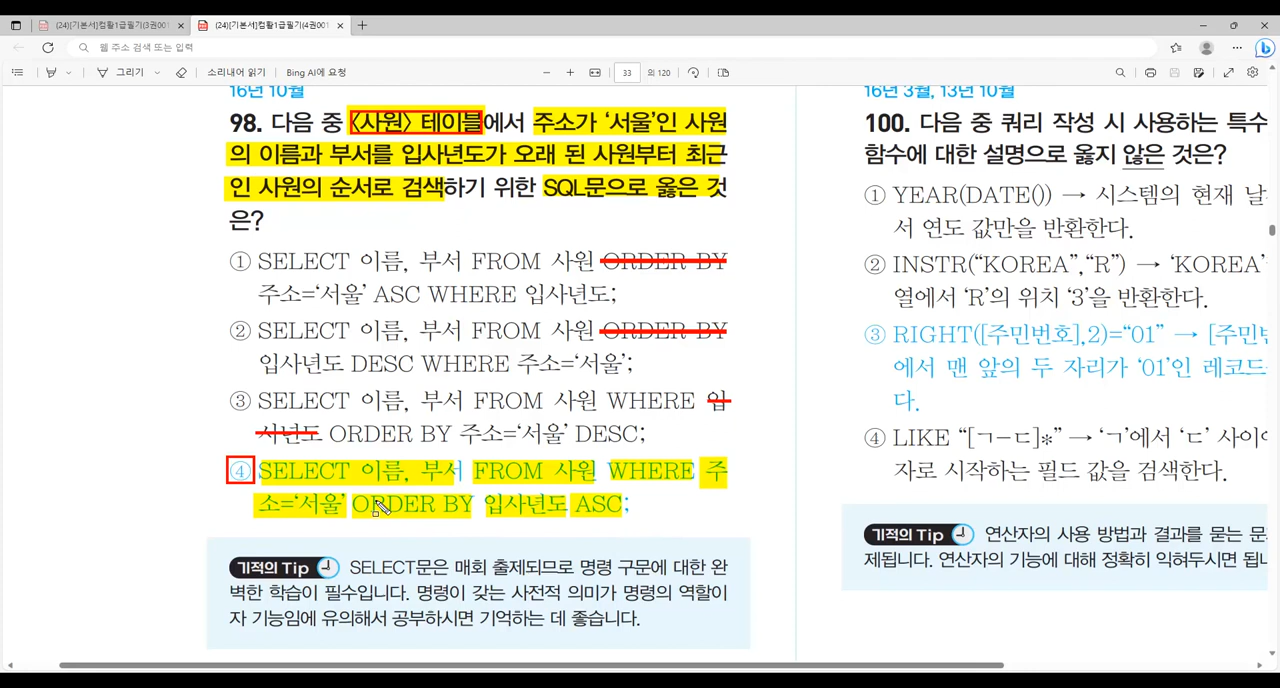 (24)[기본서]컴활1급필기(3권001
(24)[기본서]컴활1급필기(4권001
웹 주소 검색 또는 입력
그리기
소리내어 읽기
Bing AI에 요청
33
의 120
16년 10월
98. 다음 중 〈사원〉 테이블에서 주소가 ‘서울’인 사원
의 이름과 부서를 입사년도가 오래 된 사원부터 최근
인 사원의 순서로 검색하기 위한 SQL문으로 옳은 것
은?
① SELECT 이름, 부서 FROM 사원 ORDER BY
주소=‘서울’ ASC WHERE 입사년도;
② SELECT 이름, 부서 FROM 사원 ORDER BY
입사년도 DESC WHERE 주소=‘서울’;
③ SELECT 이름, 부서 FROM 사원 WHERE 입
사년도 ORDER BY 주소=‘서울’ DESC;
④ SELECT 이름, 부서 FROM 사원 WHERE 주
소=‘서울’ ORDER BY 입사년도 ASC;
기적의 Tip SELECT문은 매회 출제되므로 명령 구문에 대한 완
벽한 학습이 필수입니다. 명령이 갖는 사전적 의미가 명령의 역할이
자 기능임에 유의해서 공부하시면 기억하는 데 좋습니다.
16년 3월, 13년 10월
100. 다음 중 쿼리 작성 시 사용하는 특수
함수에 대한 설명으로 옳지 않은 것은?
① YEAR(DATE()) → 시스템의 현재 날
서 연도 값만을 반환한다.
② INSTR(“KOREA”,“R”) → ‘KOREA’
열에서 ‘R’의 위치 ‘3’을 반환한다.
③ RIGHT([주민번호],2)=“01” → [주민번
에서 맨 앞의 두 자리가 ‘01’인 레코드
다.
④ LIKE “[ㄱ-ㄷ]*” → ‘ㄱ’에서 ‘ㄷ’ 사이
자로 시작하는 필드 값을 검색한다.
기적의 Tip 연산자의 사용 방법과 결과를 묻는 문
제됩니다. 연산자의 기능에 대해 정확히 익혀두시면 됩니